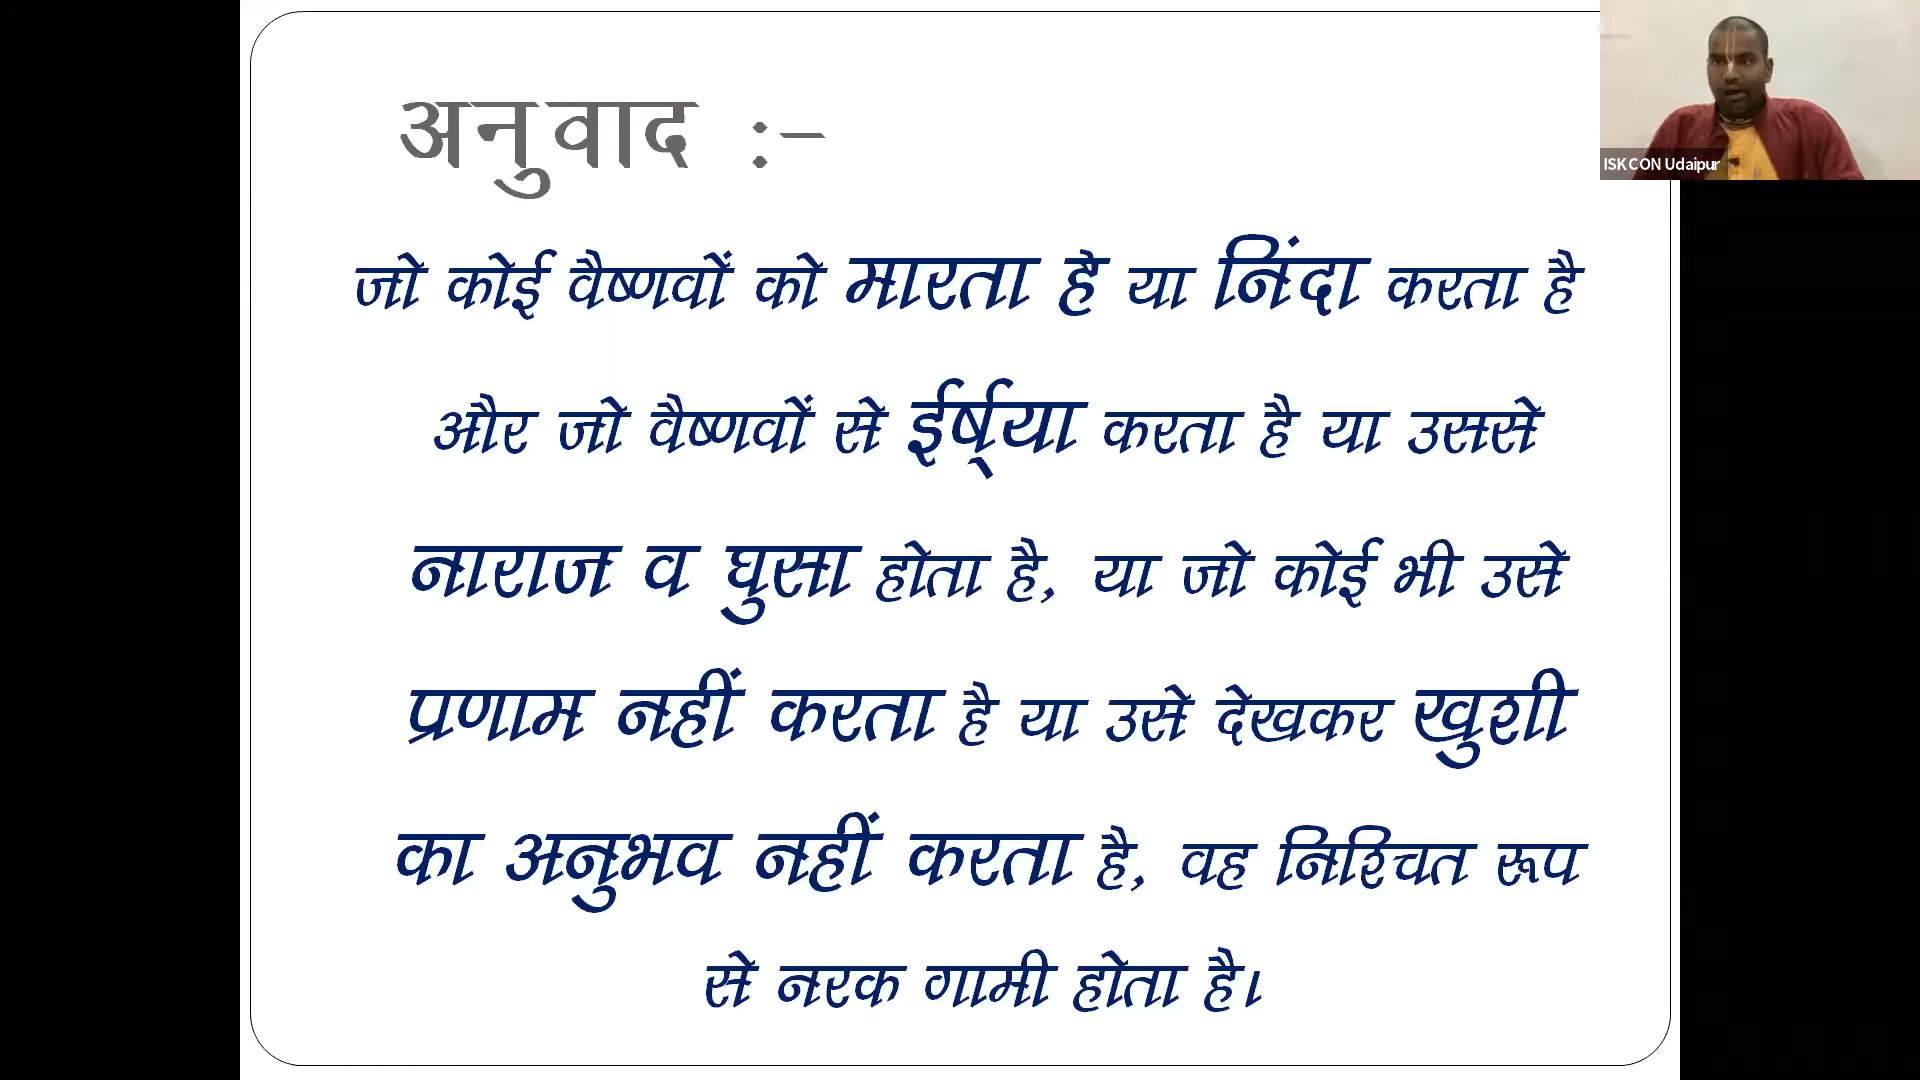 अनुवाद :-
जो कोई वैष्णवों को मारता है या निंदा करता है
और जो वैष्णवों से ईर्ष्या करता है या उससे
नाराज व घुसा होता है, या जो कोई भी उसे
प्रणाम नहीं करता है या उसे देखकर खुशी
का अनुभव नहीं करता है, वह निश्चित रूप
से नरक गामी होता है।
ISKCON Udaipur